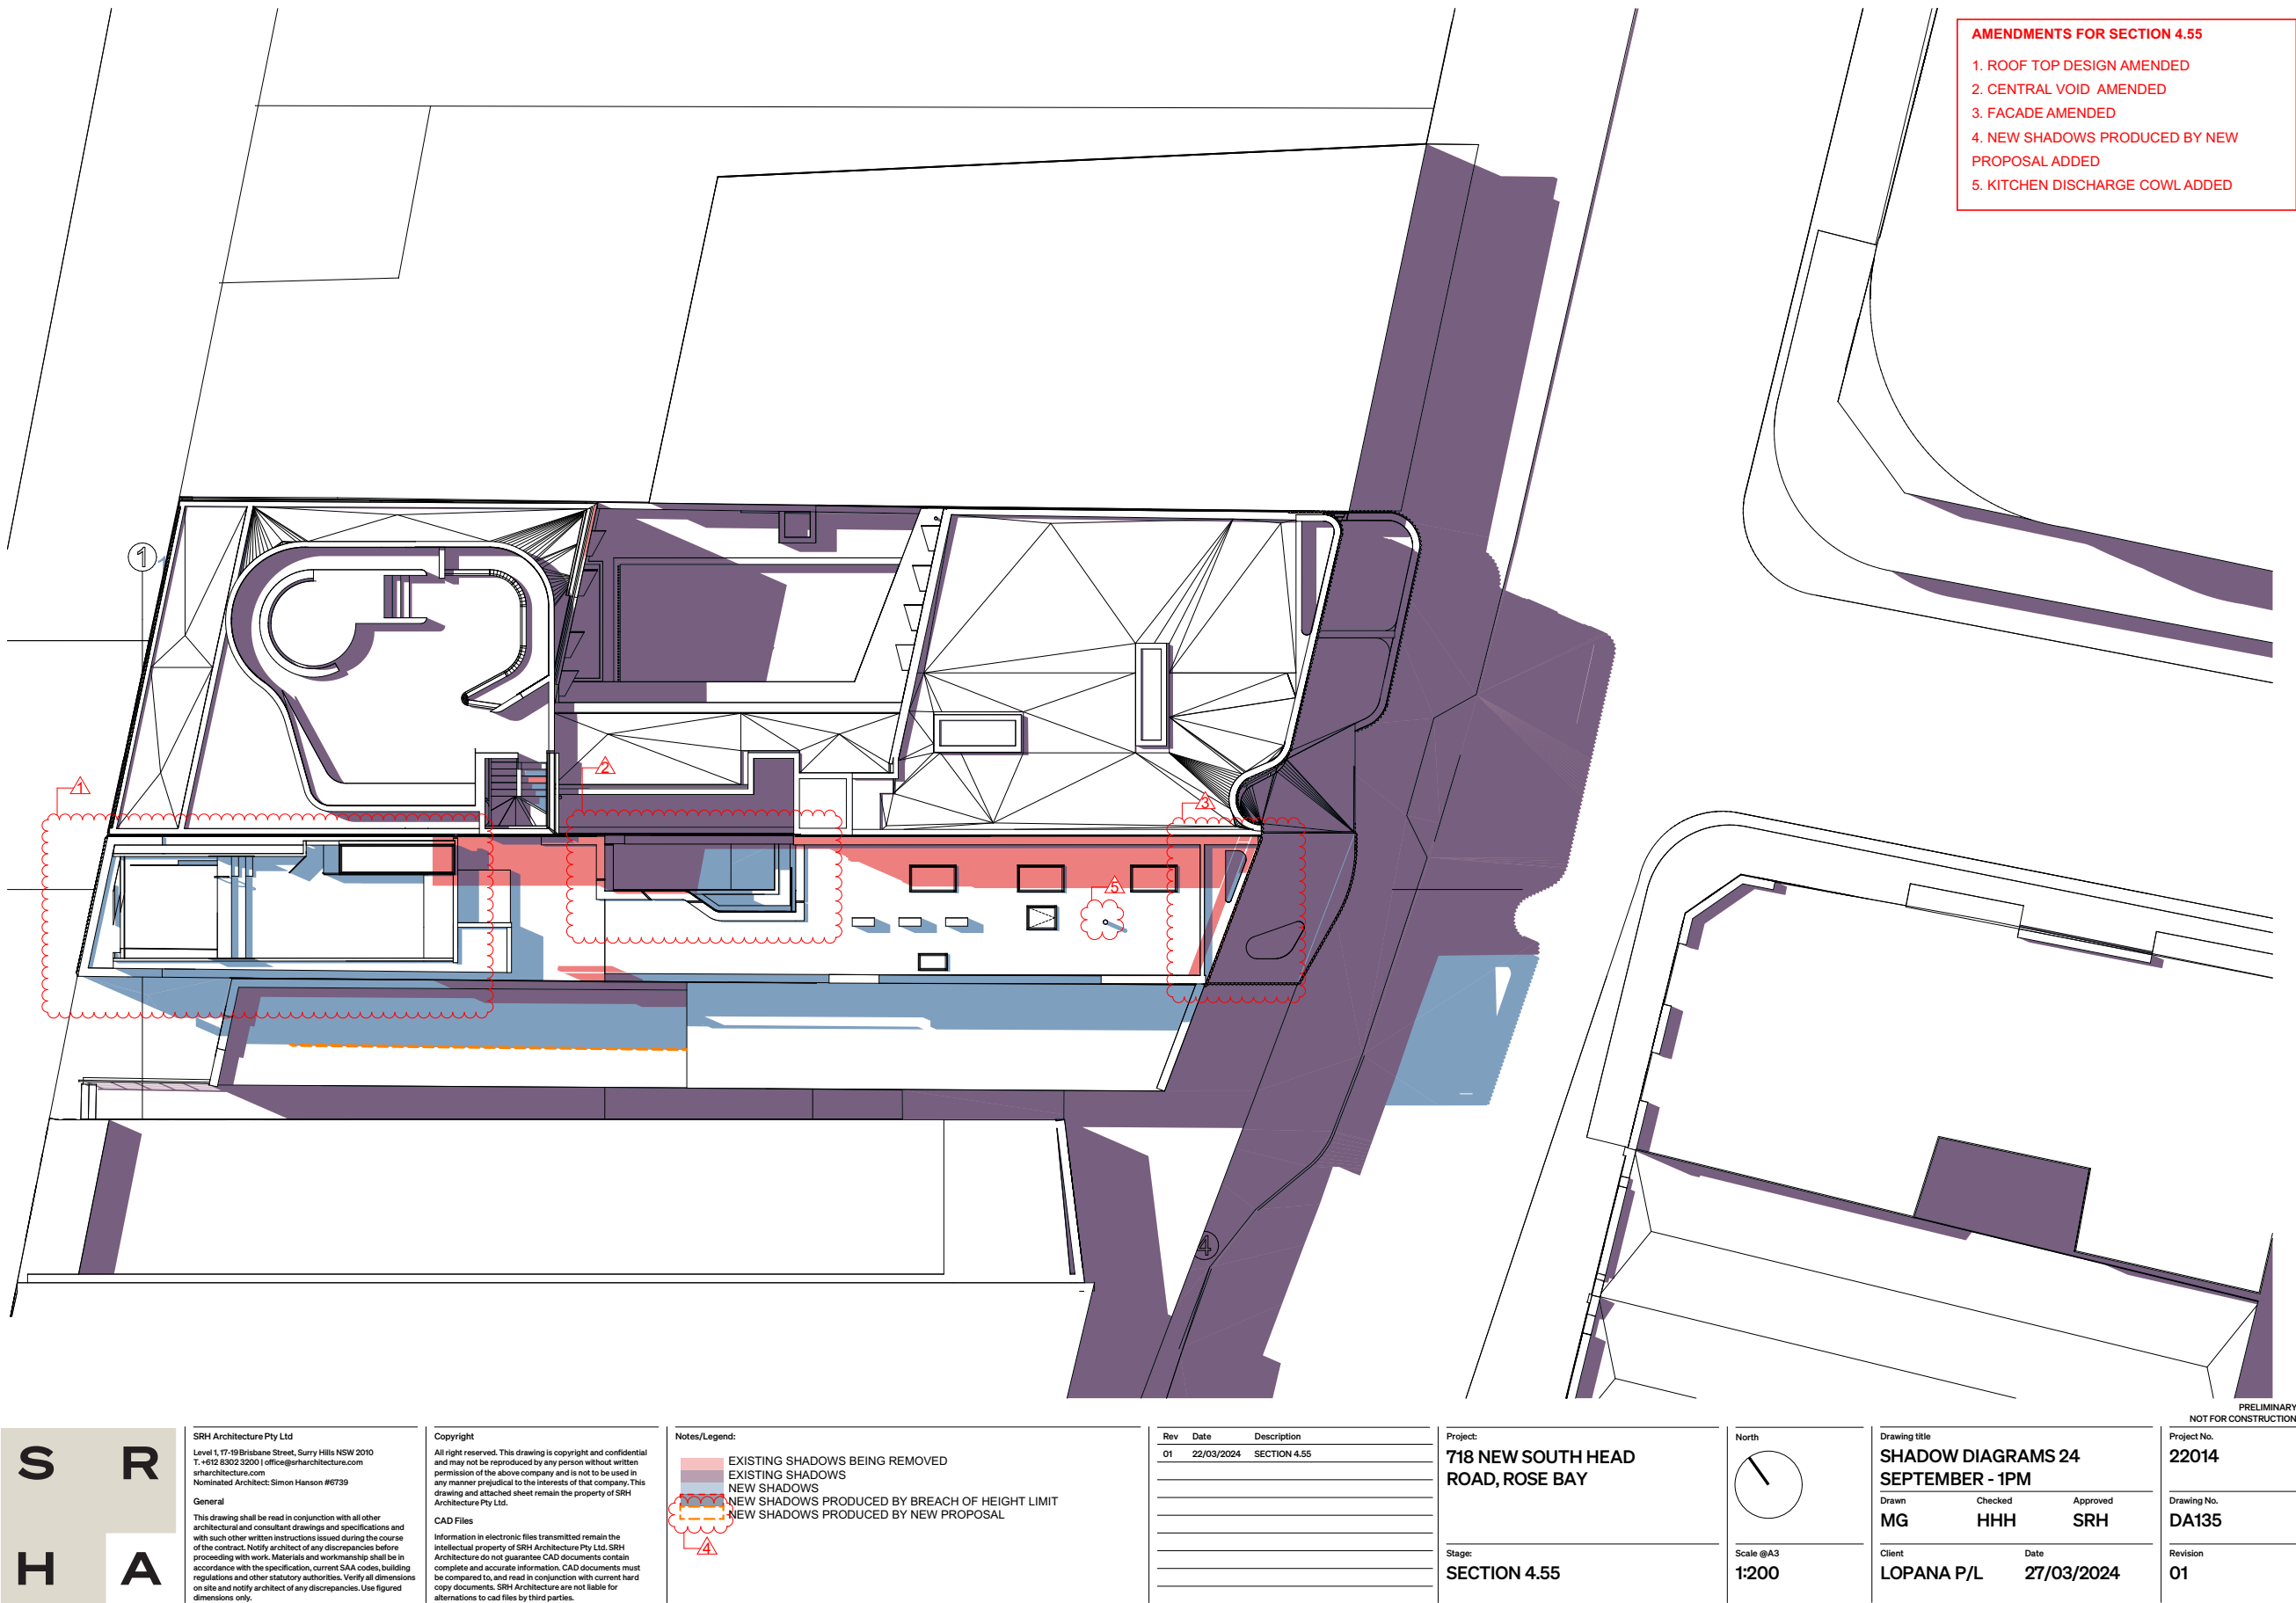 AMENDMENTS FOR SECTION 4.55
1. ROOF TOP DESIGN AMENDED
2. CENTRAL VOID AMENDED
3. FACADE AMENDED
4. NEW SHADOWS PRODUCED BY NEW
PROPOSAL ADDED
5. KITCHEN DISCHARGE COWL ADDED
1
1
2
3
5
4
PRELIMINARY
NOT FOR CONSTRUCTION
S R
H A
SRH Architecture Pty Ltd
Level 1, 17-19 Brisbane Street, Surry Hills NSW 2010
T. +612 8302 3200 | office@srharchitecture.com
srharchitecture.com
Nominated Architect: Simon Hanson #6739
General
This drawing shall be read in conjunction with all other
architectural and consultant drawings and specifications and
with such other written instructions issued during the course
of the contract. Notify architect of any discrepancies before
proceeding with work. Materials and workmanship shall be in
accordance with the specification, current SAA codes, building
regulations and other statutory authorities. Verify all dimensions
on site and notify architect of any discrepancies. Use figured
dimensions only.
Copyright
All right reserved. This drawing is copyright and confidential
and may not be reproduced by any person without written
permission of the above company and is not to be used in
any manner prejudical to the interests of that company. This
drawing and attached sheet remain the property of SRH
Architecture Pty Ltd.
CAD Files
Information in electronic files transmitted remain the
intellectual property of SRH Architecture Pty Ltd. SRH
Architecture do not guarantee CAD documents contain
complete and accurate information. CAD documents must
be compared to, and read in conjunction with current hard
copy documents. SRH Architecture are not liable for
alternations to cad files by third parties.
Notes/Legend:
EXISTING SHADOWS BEING REMOVED
EXISTING SHADOWS
NEW SHADOWS
NEW SHADOWS PRODUCED BY BREACH OF HEIGHT LIMIT
NEW SHADOWS PRODUCED BY NEW PROPOSAL
4
Rev Date Description
01 22/03/2024 SECTION 4.55
Project:
718 NEW SOUTH HEAD
ROAD, ROSE BAY
Stage:
SECTION 4.55
North
Scale @A3
1:200
Drawing title
SHADOW DIAGRAMS 24
SEPTEMBER - 1PM
Drawn Checked Approved
MG HHH SRH
Client Date
LOPANA P/L 27/03/2024
Project No.
22014
Drawing No.
DA135
Revision
01